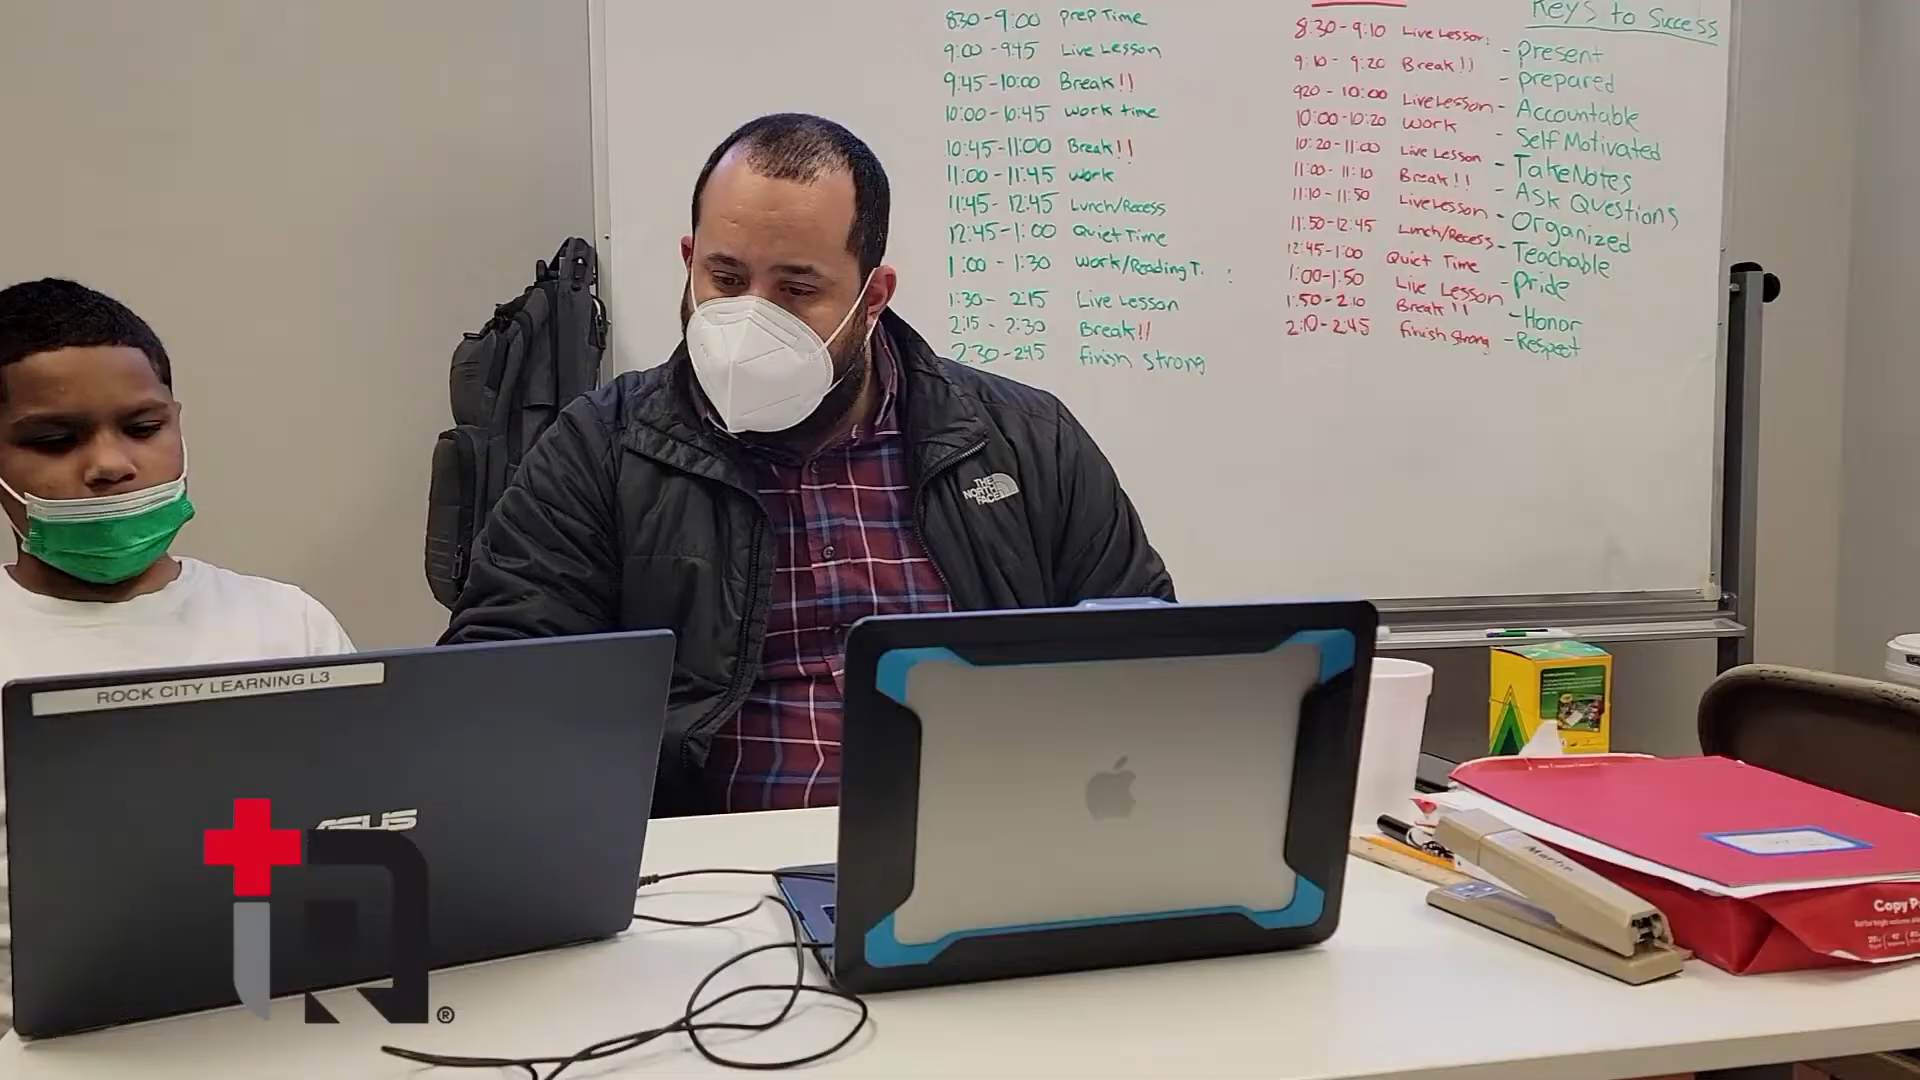 830-9:00 Prep Time
9:00-9:45 Live Lesson
9:45-10:00 Break!!
10:00-10:45 work time
10:45-11:00 Break!!
11:00-11:45 work
11:45-12:45 Lunch/Recess
12:45-1:00 Quiet Time
1:00-1:30 Work/Reading T.
1:30-2:15 Live Lesson
2:15-2:30 Break!!
2:30-245 finish strong
8:30-9:10 Live Lesson
9:10-9:20 Break!!
920-10:00 Live Lesson
10:00-10:20 Work
10:20-11:00 Live Lesson
11:00-11:10 Break!!
11:10-11:50 Live Lesson
11:50-12:45 Lunch/Recess
12:45-1:00 Quiet Time
1:00-1:50 Live Lesson
1:50-2:10 Break!!
2:10-2:45 finish strong
Keys to Success
- Present
- Prepared
- Accountable
- Self Motivated
- Take Notes
- Ask Questions
- Organized
- Teachable
- Pride
- Honor
- Respect
THE
NORTH
FACE
ROCK CITY LEARNING L3
ASUS
®
Martin
Copy P